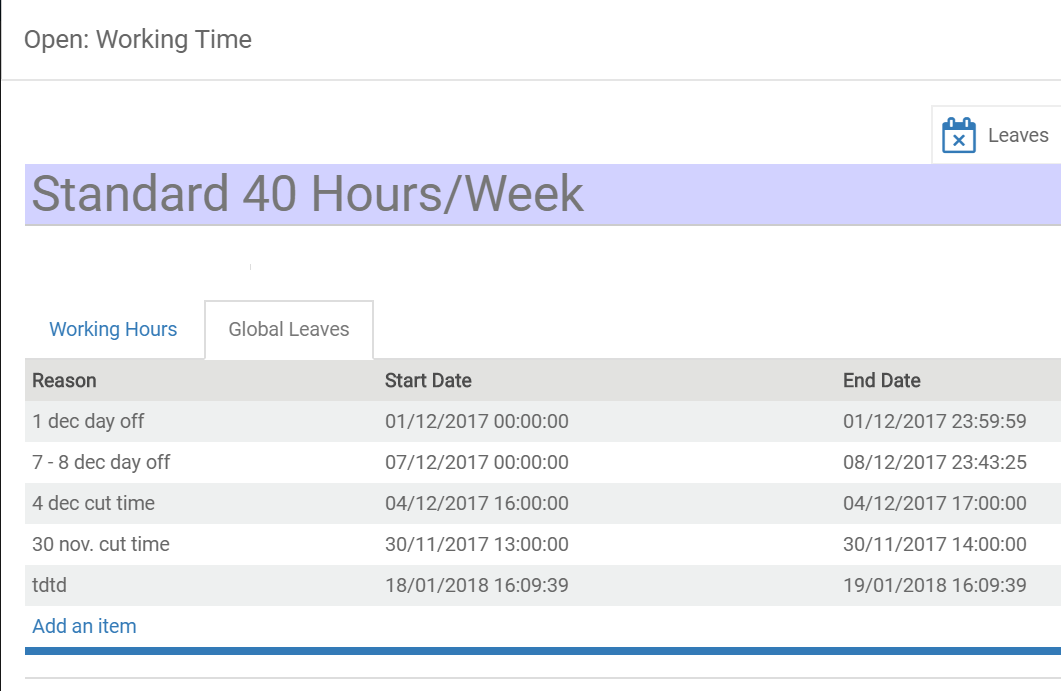 Open: Working Time
Leaves
Standard 40 Hours/Week
Working Hours Global Leaves
Reason Start Date End Date
1 dec day off 01/12/2017 00:00:00 01/12/2017 23:59:59
7 - 8 dec day off 07/12/2017 00:00:00 08/12/2017 23:43:25
4 dec cut time 04/12/2017 16:00:00 04/12/2017 17:00:00
30 nov. cut time 30/11/2017 13:00:00 30/11/2017 14:00:00
tdtd 18/01/2018 16:09:39 19/01/2018 16:09:39
Add an item